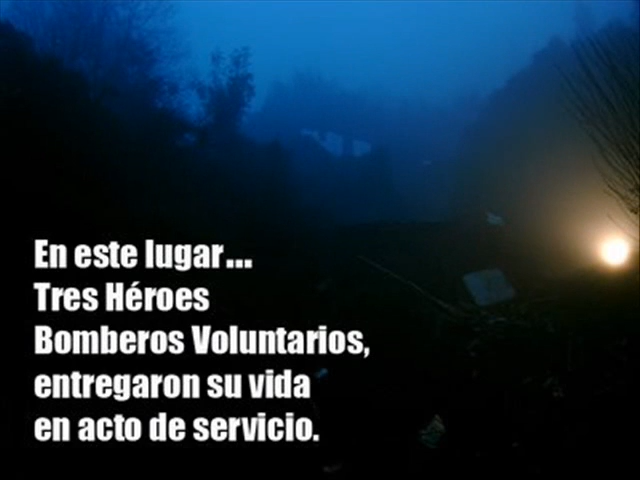 En este lugar...
Tres Héroes
Bomberos Voluntarios,
entregaron su vida
en acto de servicio.